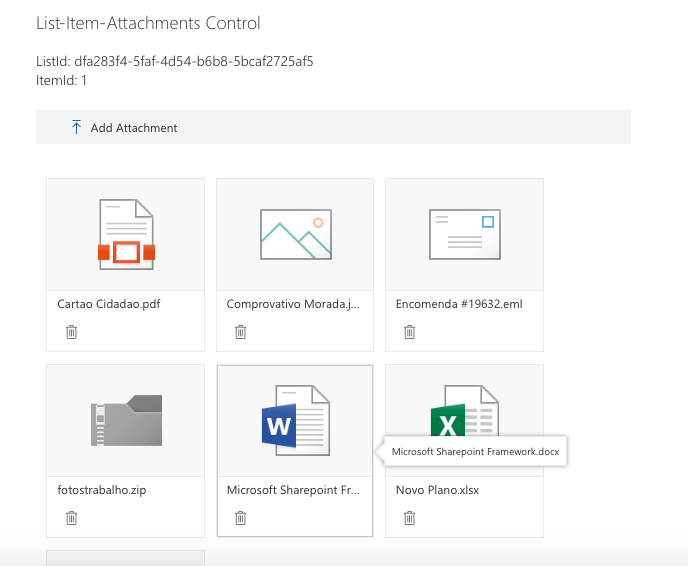 List-Item-Attachments Control
ListId: dfa283f4-5faf-4d54-b6b8-5bcaf2725af5
ItemId: 1
Add Attachment
Cartao Cidadao.pdf
Comprovativo Morada.j...
Encomenda #19632.eml
W
X
Microsoft Sharepoint Framework.docx
fotostrabalho.zip
Microsoft Sharepoint Fr...
Novo Plano.xlsx